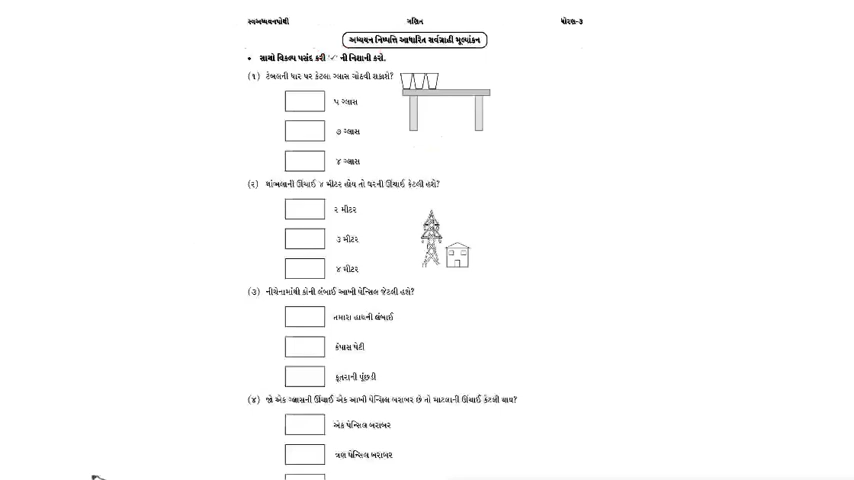 સ્વઅધ્યયનપોથી ગણિત ધોરણ-૩
અધ્યયન નિષ્પત્તિ આધારિત સર્વગ્રાહી મૂલ્યાંકન
• સાચો વિકલ્પ પસંદ કરી '✓' ની નિશાની કરો.
(૧) ટેબલની ધાર પર કેટલા ગ્લાસ ગોઠવી શકાશે?
૫ ગ્લાસ
૭ ગ્લાસ
૪ ગ્લાસ
(૨) થાંભલાની ઊંચાઈ ૪ મીટર હોય તો ઘરની ઊંચાઈ કેટલી હશે?
૨ મીટર
૩ મીટર
૪ મીટર
(૩) નીચેનામાંથી કોની લંબાઈ આખી પેન્સિલ જેટલી હશે?
તમારા હાથની લંબાઈ
કંપાસ પેટી
કૂતરાની પૂંછડી
(૪) જો એક ગ્લાસની ઊંચાઈ એક આખી પેન્સિલ બરાબર છે તો માટલાની ઊંચાઈ કેટલી થાય?
એક પેન્સિલ બરાબર
ત્રણ પેન્સિલ બરાબર